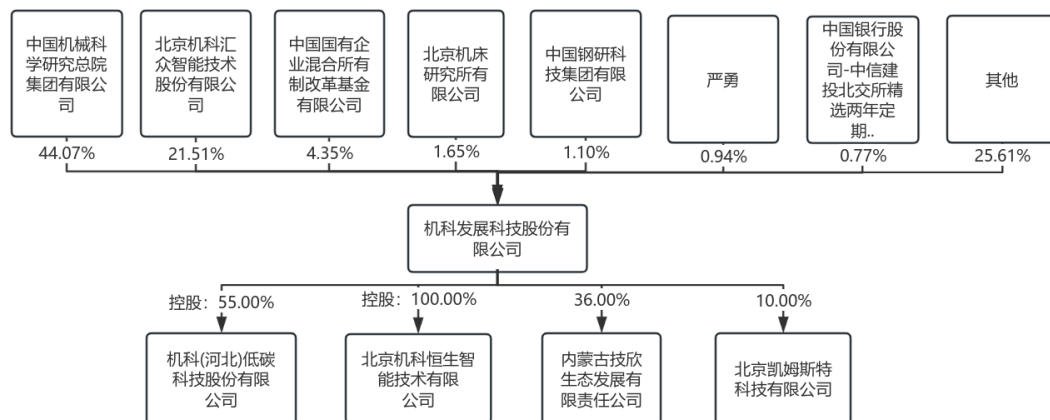 中国机械科
学研究总院
集团有限公
司
北京机科汇
众智能技术
股份有限公
司
中国国有企
业混合所有
制改革基金
有限公司
北京机床
研究所有
限公司
中国钢研科
技集团有限
公司
严勇
中国银行股
份有限公
司-中信建
投北交所精
选两年定
期..
其他
44.07%
21.51%
4.35%
1.65%
1.10%
0.94%
0.77%
25.61%
机科发展科技股份有
限公司
控股：55.00%
控股：100.00%
36.00%
10.00%
机科(河北)低碳
科技股份有限
公司
北京机科恒生智
能技术有限
公司
内蒙古技欣
生态发展有
限责任公司
北京凯姆斯特
科技有限公司